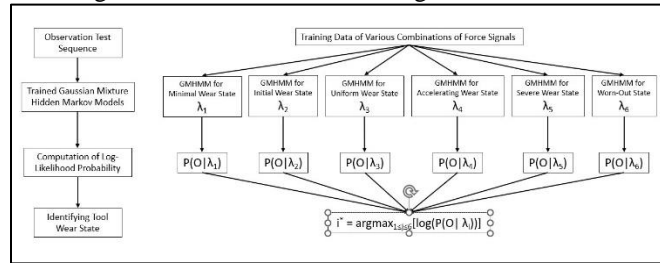 Observation Test
Sequence
Trained Gaussian Mixture
Hidden Markov Models
Computation of Log-
Likelihood Probability
Identifying Tool
Wear State
Training Data of Various Combinations of Force Signals
GMHMM for
Minimal Wear State
λ1
GMHMM for
Initial Wear State
λ2
GMHMM for
Uniform Wear State
λ3
GMHMM for
Accelerating Wear State
λ4
GMHMM for
Severe Wear State
λ5
GMHMM for
Worn-Out State
λ6
P(O|λ1)
P(O|λ2)
P(O|λ3)
P(O|λ4)
P(O|λ5)
P(O|λ6)
i* = argmax1≤i≤6[log(P(O| λi))]